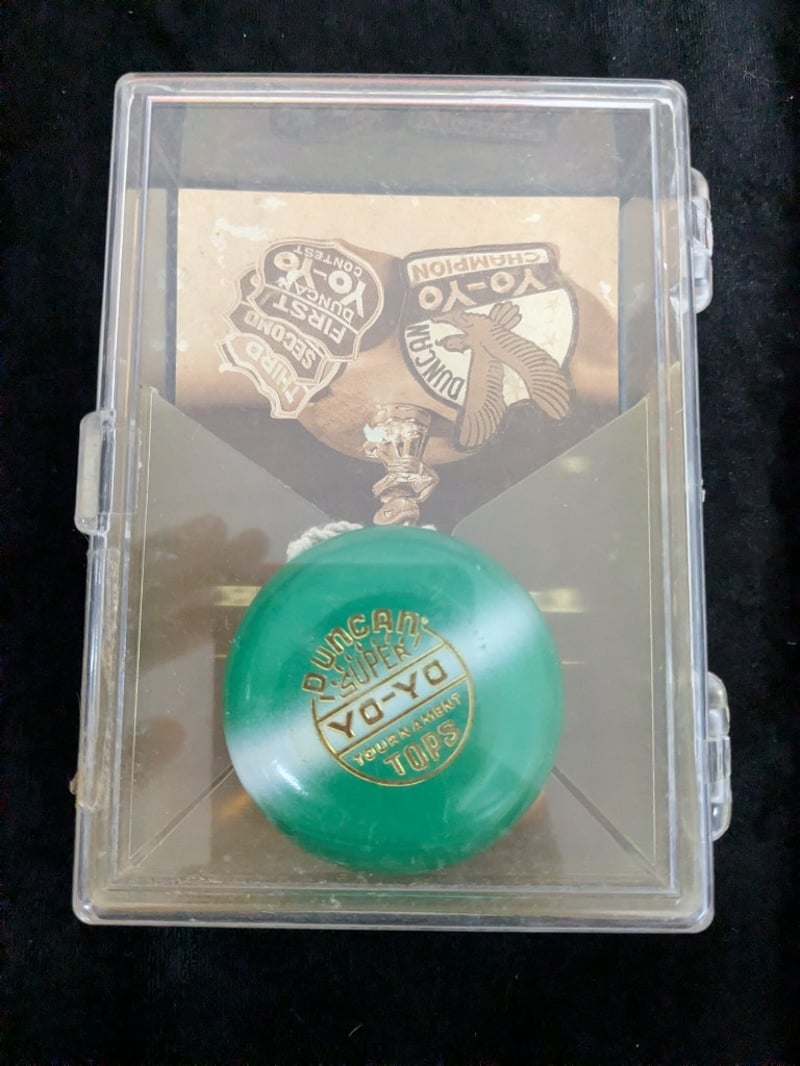 DUNCAN
YO-YO
CHAMPION
DUNCAN
YO-YO
CONTEST
FIRST
SECOND
THIRD
DUNCAN
SUPER
YO-YO
TOURNAMENT
TOPS